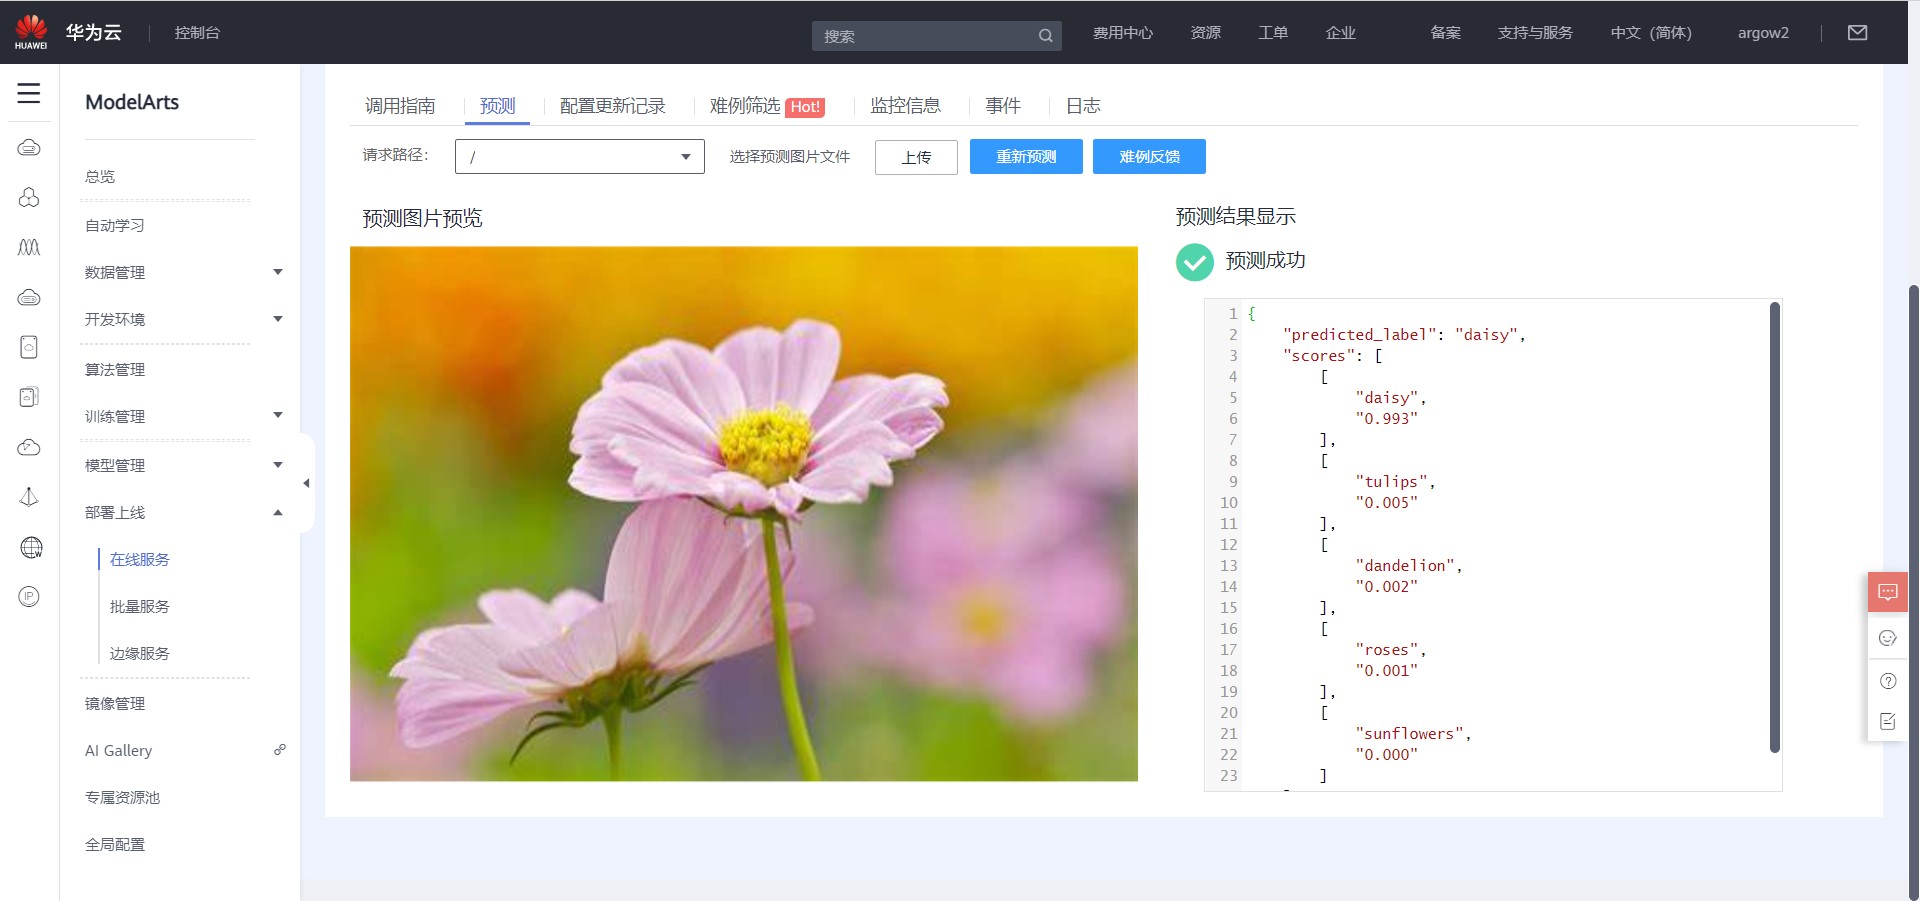 HUAWEI
华为云
控制台
搜索
费用中心
资源
工单
企业
备案
支持与服务
中文（简体）
argow2
ModelArts
总览
自动学习
数据管理
开发环境
算法管理
训练管理
模型管理
部署上线
在线服务
批量服务
边缘服务
镜像管理
AI Gallery
专属资源池
全局配置
IP
调用指南
预测
配置更新记录
难例筛选 Hot!
监控信息
事件
日志
请求路径：
/
选择预测图片文件
上传
重新预测
难例反馈
预测图片预览
预测结果显示
预测成功
1 {
2 "predicted_label": "daisy",
3 "scores": [
4 [
5 "daisy",
6 "0.993"
7 ],
8 [
9 "tulips",
10 "0.005"
11 ],
12 [
13 "dandelion",
14 "0.002"
15 ],
16 [
17 "roses",
18 "0.001"
19 ],
20 [
21 "sunflowers",
22 "0.000"
23 ]